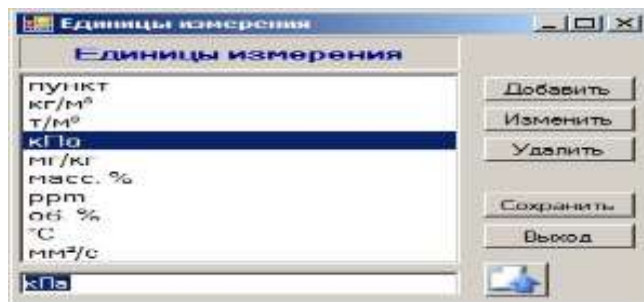 Единицы измерения
Единицы измерения
пункт
кг/м³
т/м³
кПа
мг/кг
масс. %
ppm
об. %
°C
мм²/с
кПа
Добавить
Изменить
Удалить
Сохранить
Выход